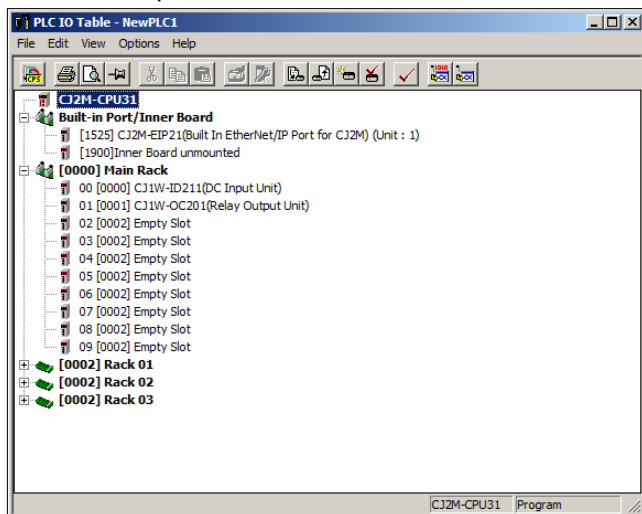 PLC IO Table - NewPLC1
File Edit View Options Help
CJ2M-CPU31
Built-in Port/Inner Board
[1525] CJ2M-EIP21(Built In EtherNet/IP Port for CJ2M) (Unit : 1)
[1900]Inner Board unmounted
[0000] Main Rack
00 [0000] CJ1W-ID211(DC Input Unit)
01 [0001] CJ1W-OC201(Relay Output Unit)
02 [0002] Empty Slot
03 [0002] Empty Slot
04 [0002] Empty Slot
05 [0002] Empty Slot
06 [0002] Empty Slot
07 [0002] Empty Slot
08 [0002] Empty Slot
09 [0002] Empty Slot
[0002] Rack 01
[0002] Rack 02
[0002] Rack 03
CJ2M-CPU31 Program